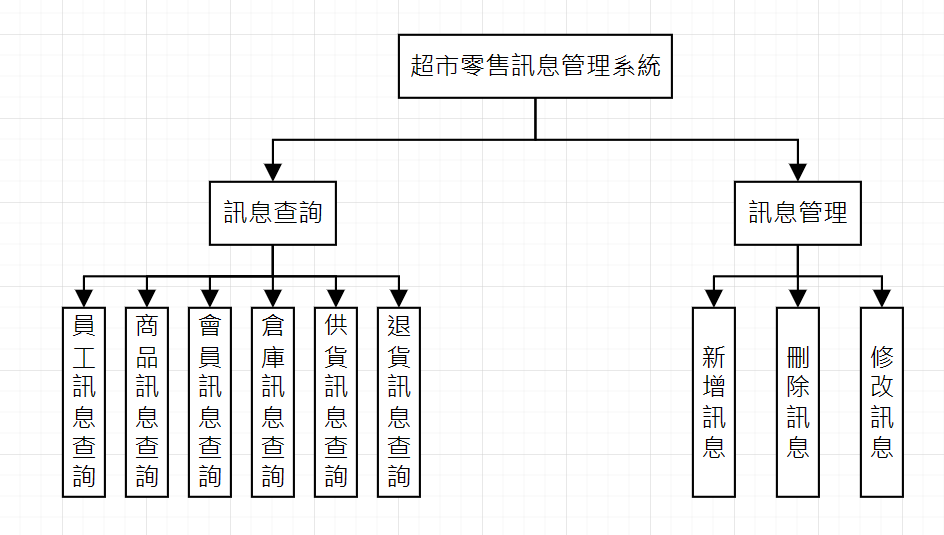 超市零售訊息管理系統
訊息查詢
訊息管理
員工訊息查詢
商品訊息查詢
會員訊息查詢
倉庫訊息查詢
供貨訊息查詢
退貨訊息查詢
新增訊息
刪除訊息
修改訊息